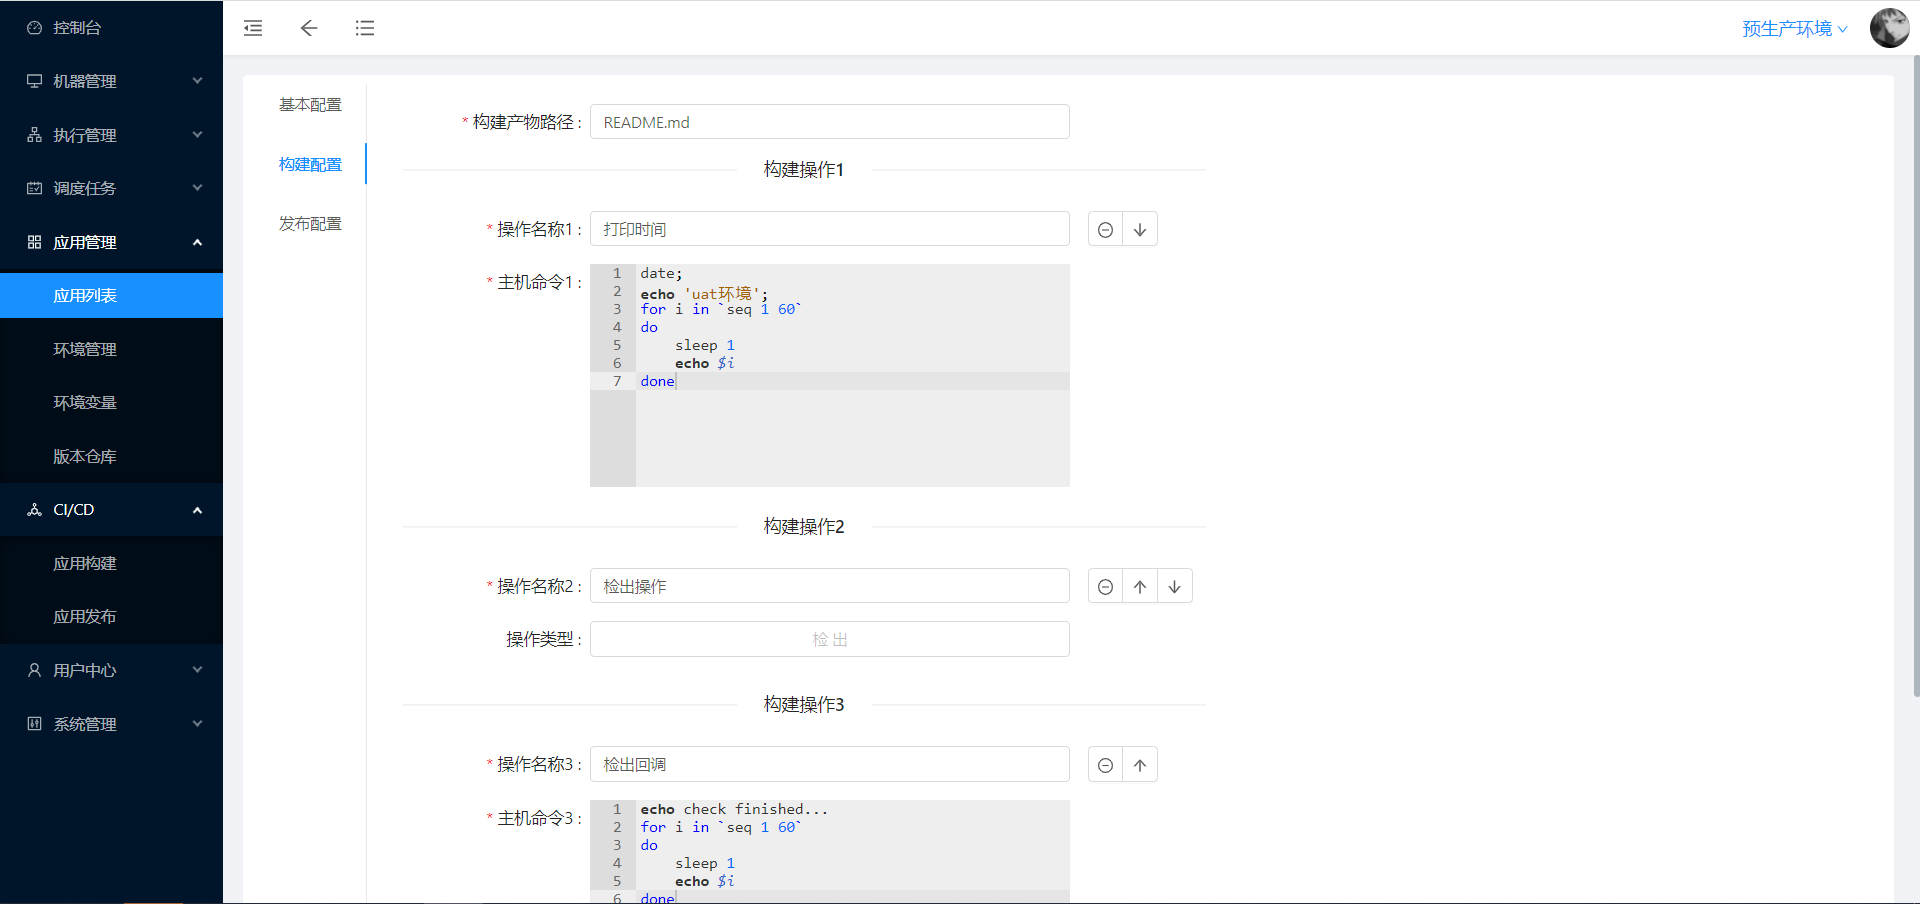 控制台
机器管理
执行管理
调度任务
应用管理
应用列表
环境管理
环境变量
版本仓库
CI/CD
应用构建
应用发布
用户中心
系统管理
预生产环境
基本配置
构建配置
发布配置
* 构建产物路径 : README.md
构建操作1
* 操作名称1 : 打印时间
* 主机命令1 :
1 date;
2 echo 'uat环境';
3 for i in `seq 1 60`
4 do
5 sleep 1
6 echo $i
7 done
构建操作2
* 操作名称2 : 检出操作
操作类型 : 检 出
构建操作3
* 操作名称3 : 检出回调
* 主机命令3 :
1 echo check finished...
2 for i in `seq 1 60`
3 do
4 sleep 1
5 echo $i
6 done